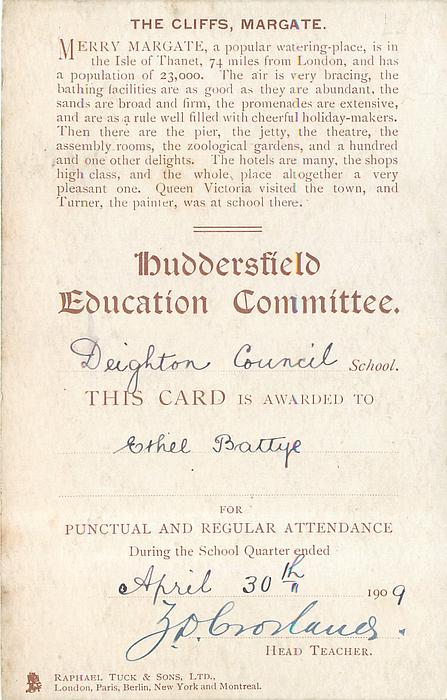 THE CLIFFS, MARGATE.
MERRY MARGATE, a popular watering-place, is in
the Isle of Thanet, 74 miles from London, and has
a population of 23,000. The air is very bracing, the
bathing facilities are as good as they are abundant, the
sands are broad and firm, the promenades are extensive,
and are as a rule well filled with cheerful holiday-makers.
Then there are the pier, the jetty, the theatre, the
assembly rooms, the zoological gardens, and a hundred
and one other delights. The hotels are many, the shops
high class, and the whole place altogether a very
pleasant one. Queen Victoria visited the town, and
Turner, the painter, was at school there.
Huddersfield
Education Committee.
Deighton Council School.
THIS CARD IS AWARDED TO
Ethel Battye
FOR
PUNCTUAL AND REGULAR ATTENDANCE
During the School Quarter ended
April 30th 1909
HEAD TEACHER.
RAPHAEL TUCK & SONS, LTD.,
London, Paris, Berlin, New York and Montreal.